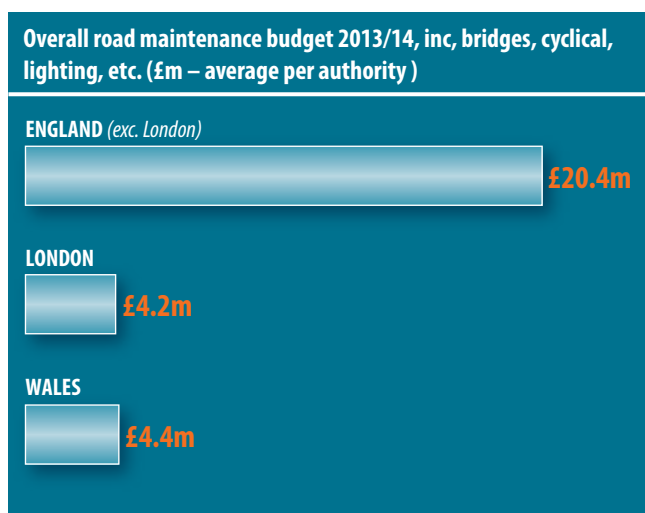 Overall road maintenance budget 2013/14, inc, bridges, cyclical,
lighting, etc. (£m – average per authority )
ENGLAND (exc. London)
£20.4m
LONDON
£4.2m
WALES
£4.4m